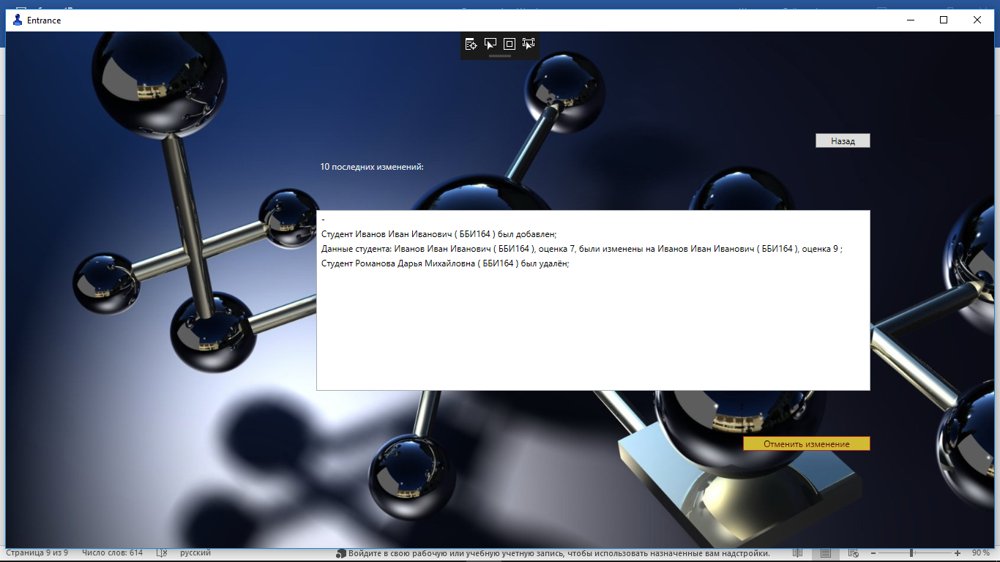 Entrance
Назад
10 последних изменений:
-
Студент Иванов Иван Иванович ( ББИ164 ) был добавлен;
Данные студента: Иванов Иван Иванович ( ББИ164 ), оценка 7, были изменены на Иванов Иван Иванович ( ББИ164 ), оценка 9 ;
Студент Романова Дарья Михайловна ( ББИ164 ) был удалён;
Отменить изменение
Страница 9 из 9 Число слов: 614 русский Войдите в свою рабочую или учебную учетную запись, чтобы использовать назначенные вам надстройки. 90 %